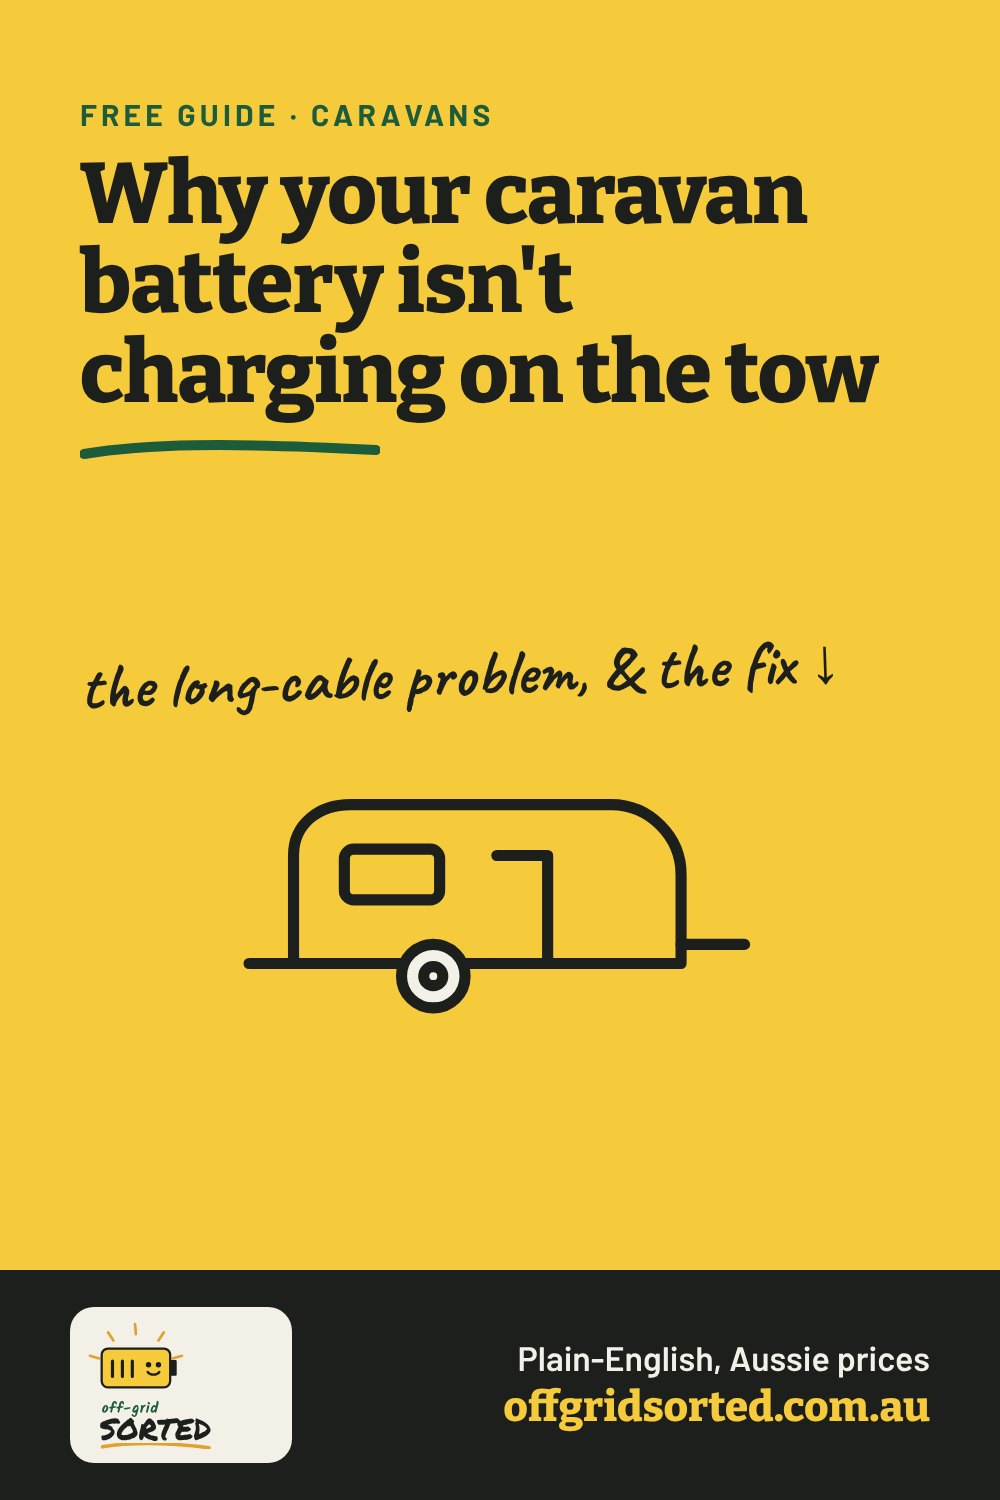 FREE GUIDE · CARAVANS
Why your caravan
battery isn't
charging on the tow
the long-cable problem, & the fix ↓
off-grid
SORTED
Plain-English, Aussie prices
offgridsorted.com.au